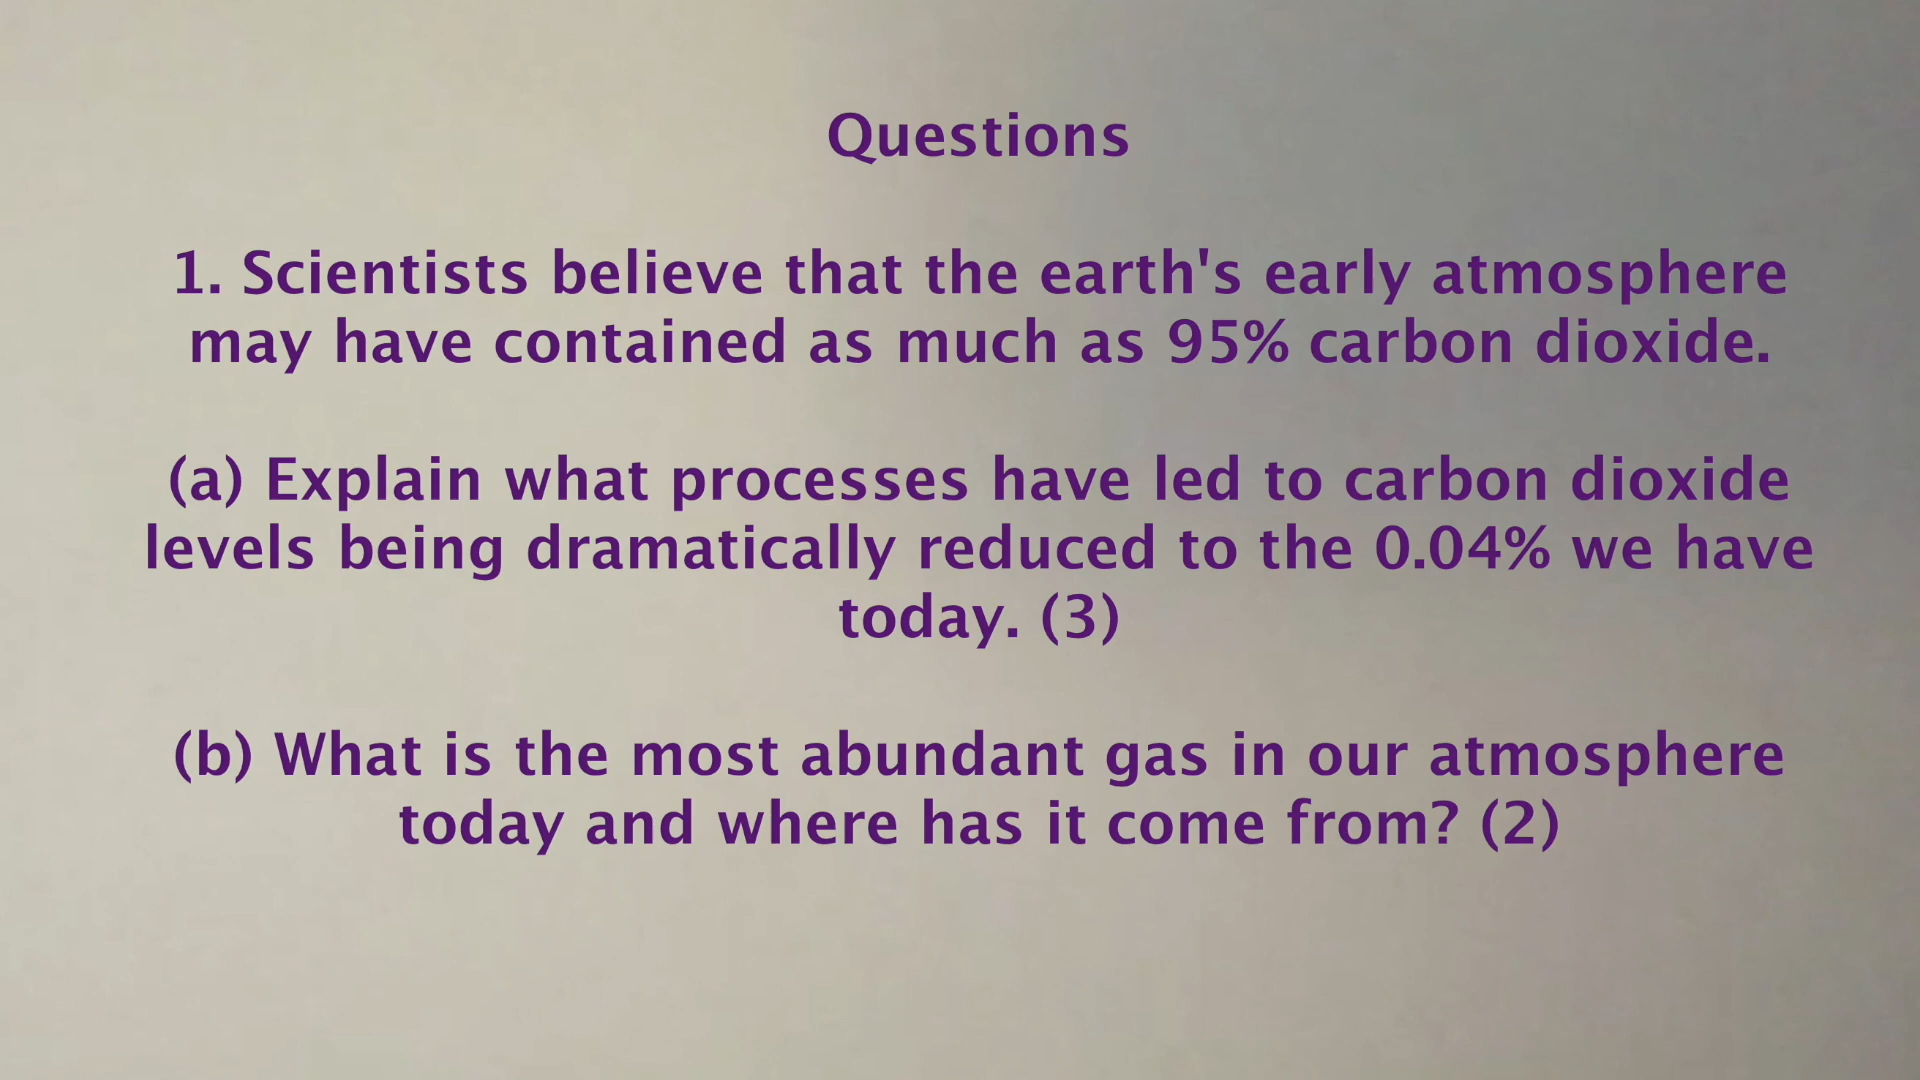 Questions
1. Scientists believe that the earth's early atmosphere
may have contained as much as 95% carbon dioxide.
(a) Explain what processes have led to carbon dioxide
levels being dramatically reduced to the 0.04% we have
today. (3)
(b) What is the most abundant gas in our atmosphere
today and where has it come from? (2)